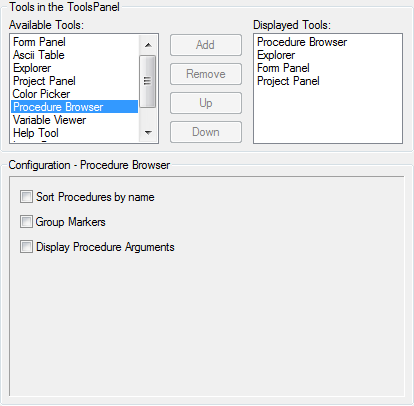 Tools in the ToolsPanel
Available Tools:
Form Panel
Ascii Table
Explorer
Project Panel
Color Picker
Procedure Browser
Variable Viewer
Help Tool
Add
Remove
Up
Down
Displayed Tools:
Procedure Browser
Explorer
Form Panel
Project Panel
Configuration - Procedure Browser
Sort Procedures by name
Group Markers
Display Procedure Arguments